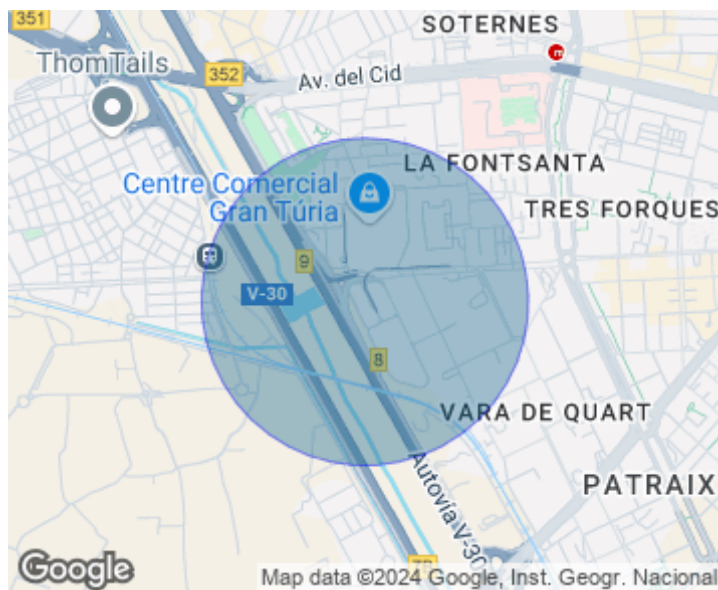 351
SOTERNES
ThomTails
352
Av. del Cid
LA FONTSANTA
Centre Comercial
Gran Túria
TRES FORQUES
9
V-30
8
VARA DE QUART
Autovía V-30
PATRAIX
Google
Map data ©2024 Google, Inst. Geogr. Nacional